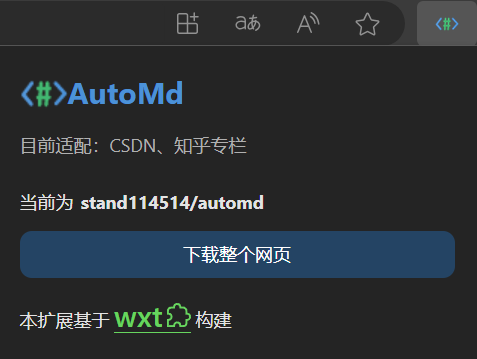 <#>
<#>AutoMd
目前适配：CSDN、知乎专栏
当前为 stand114514/automd
下载整个网页
本扩展基于 wxt 构建